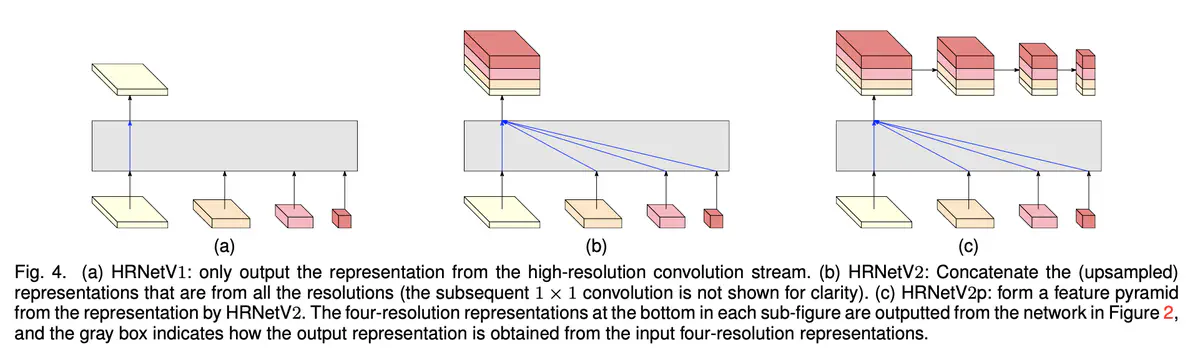 (a)
(b)
(c)
Fig. 4. (a) HRNetV1: only output the representation from the high-resolution convolution stream. (b) HRNetV2: Concatenate the (upsampled)
representations that are from all the resolutions (the subsequent 1 × 1 convolution is not shown for clarity). (c) HRNetV2p: form a feature pyramid
from the representation by HRNetV2. The four-resolution representations at the bottom in each sub-figure are outputted from the network in Figure 2,
and the gray box indicates how the output representation is obtained from the input four-resolution representations.